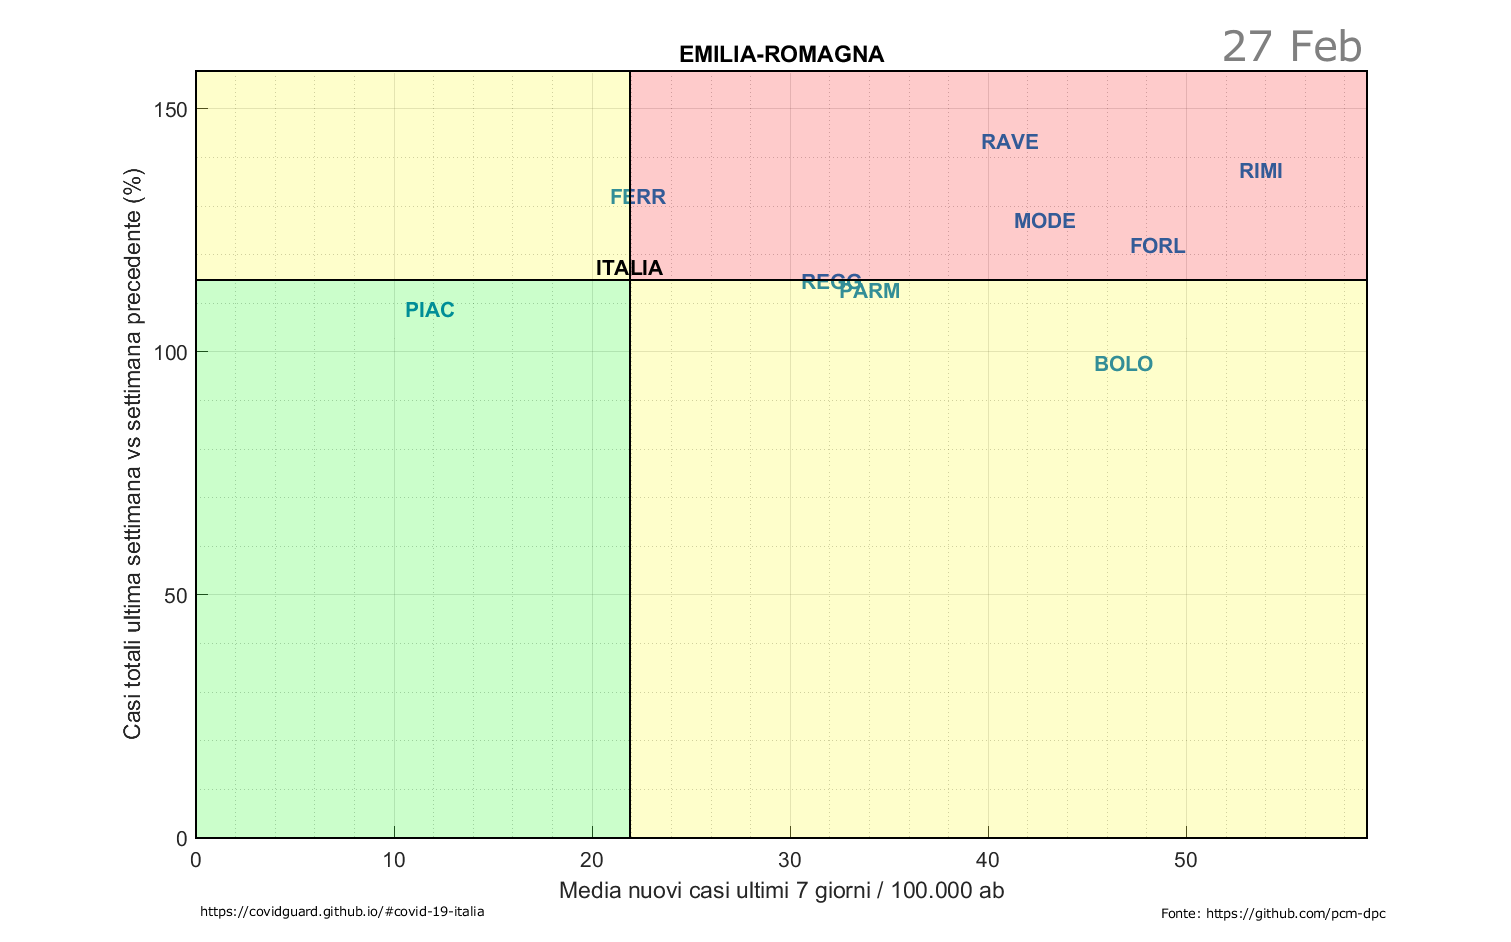 27 Feb
EMILIA-ROMAGNA
150
RAVE
RIMI
FERR
MODE
FORL
ITALIA
REGG
PARM
PIAC
100
BOLO
50
0
0 10 20 30 40 50
Casi totali ultima settimana vs settimana precedente (%)
Media nuovi casi ultimi 7 giorni / 100.000 ab
https://covidguard.github.io/#covid-19-italia
Fonte: https://github.com/pcm-dpc